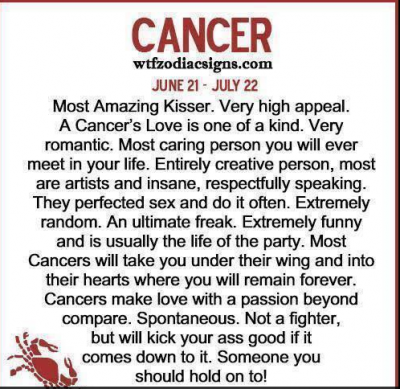 CANCER
wtfzodiacsigns.com
JUNE 21 - JULY 22
Most Amazing Kisser. Very high appeal.
A Cancer's Love is one of a kind. Very
romantic. Most caring person you will ever
meet in your life. Entirely creative person, most
are artists and insane, respectfully speaking.
They perfected sex and do it often. Extremely
random. An ultimate freak. Extremely funny
and is usually the life of the party. Most
Cancers will take you under their wing and into
their hearts where you will remain forever.
Cancers make love with a passion beyond
compare. Spontaneous. Not a fighter,
but will kick your ass good if it
comes down to it. Someone you
should hold on to!